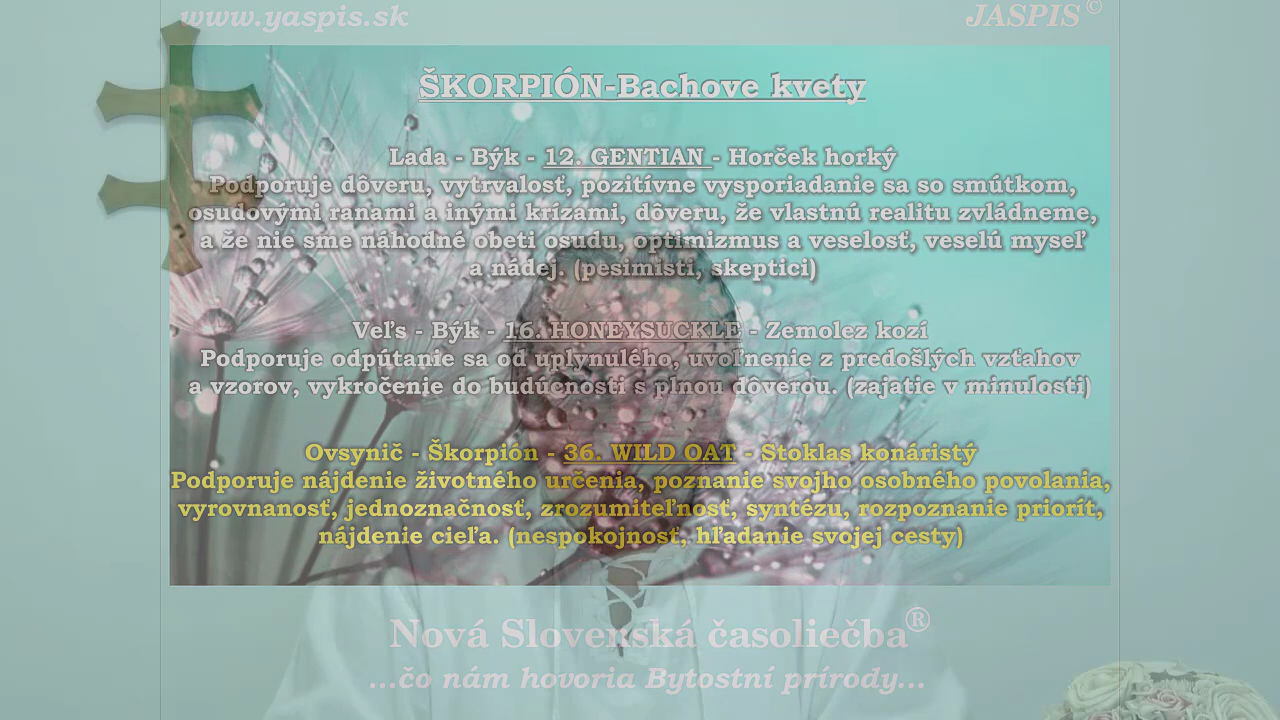 www.yaspis.sk
JASPIS ©
ŠKORPIÓN-Bachove kvety
Lada - Býk - 12. GENTIAN - Horček horký
Podporuje dôveru, vytrvalosť, pozitívne vysporiadanie sa so smútkom,
osudovými ranami a inými krízami, dôveru, že vlastnú realitu zvládneme,
a že nie sme náhodné obeti osudu, optimizmus a veselosť, veselú myseľ
a nádej. (pesimisti, skeptici)
Veľs - Býk - 16. HONEYSUCKLE - Zemolez kozí
Podporuje odpútanie sa od uplynulého, uvoľnenie z predošlých vzťahov
a vzorov, vykročenie do budúcnosti s plnou dôverou. (zajatie v minulosti)
Ovsynič - Škorpión - 36. WILD OAT - Stoklas konáristý
Podporuje nájdenie životného určenia, poznanie svojho osobného povolania,
vyrovnanosť, jednoznačnosť, zrozumiteľnosť, syntézu, rozpoznanie priorít,
nájdenie cieľa. (nespokojnosť, hľadanie svojej cesty)
Nová Slovenská časoliečba®
...čo nám hovoria Bytostní prírody...